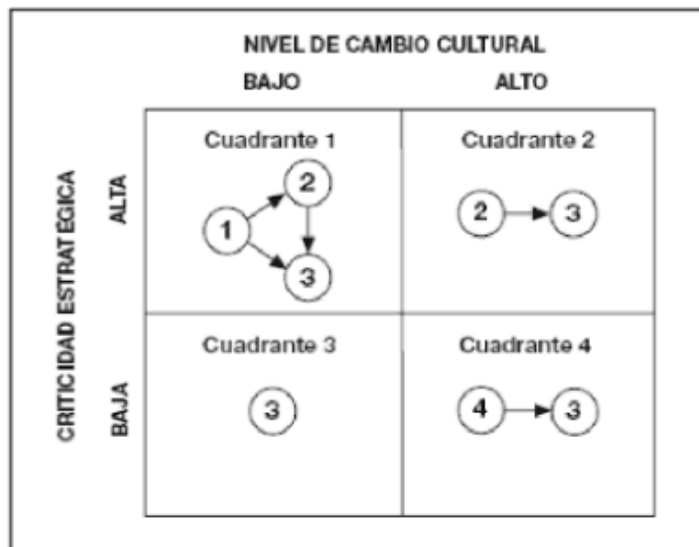 NIVEL DE CAMBIO CULTURAL
BAJO ALTO
CRITICIDAD ESTRATÉGICA
ALTA
Cuadrante 1
1
2
3
Cuadrante 2
2 3
BAJA
Cuadrante 3
3
Cuadrante 4
4 3